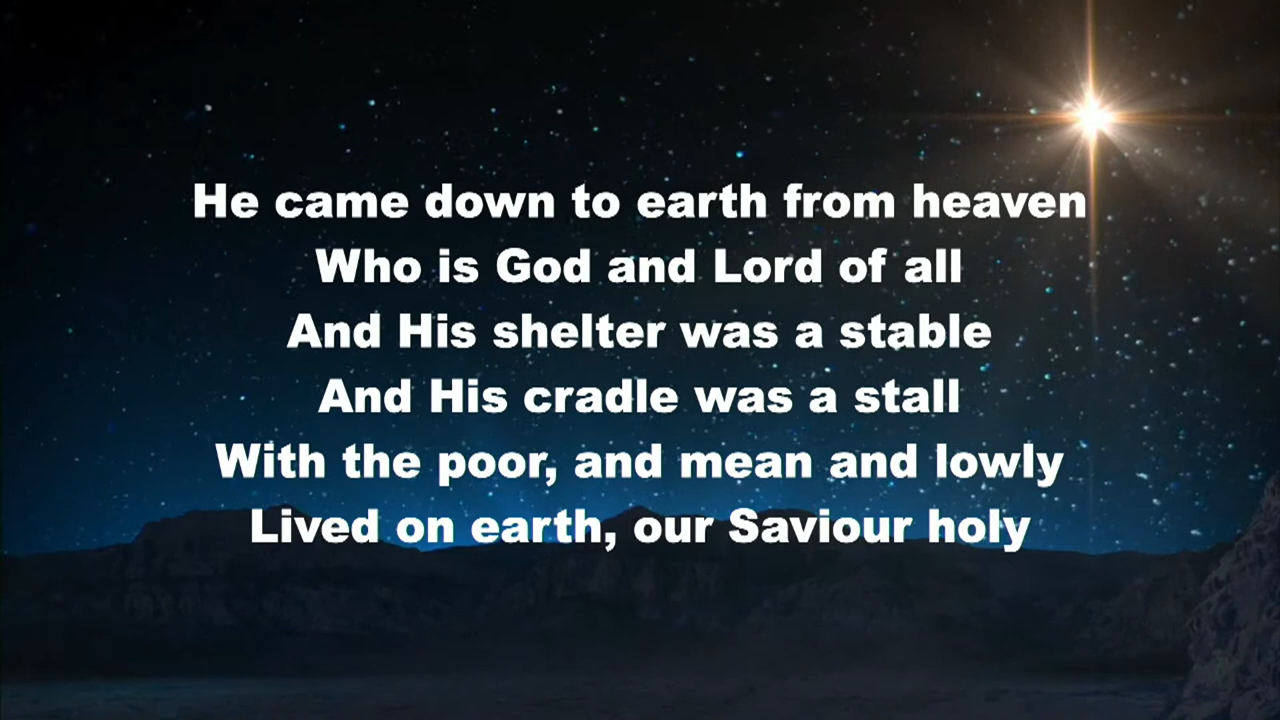 He came down to earth from heaven
Who is God and Lord of all
And His shelter was a stable
And His cradle was a stall
With the poor, and mean and lowly
Lived on earth, our Saviour holy